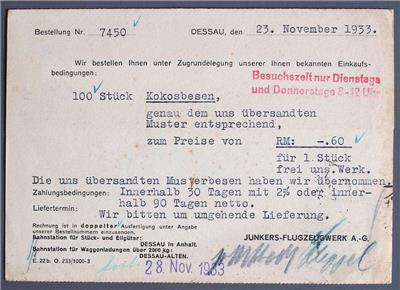 Bestellung Nr. 7450 DESSAU, den 23. November 1933.
Wir bestellen Ihnen unter Zugrundelegung unserer Ihnen bekannten Einkaufs-
bedingungen:
Besuchszeit nur Dienstags
und Donnerstags 8-12 Uhr
100 Stück Kokosbesen,
genau dem uns übersandten
Muster entsprechend,
zum Preise von RM: -.60
für 1 Stück
frei uns.Werk.
Die uns übersandten Musterbesen haben wir übernommen.
Zahlungsbedingungen: Innerhalb 30 Tagen mit 2% oder inner-
halb 90 Tagen netto.
Liefertermin: Wir bitten um umgehende Lieferung.
Rechnung ist in doppelter Ausfertigung unter Angabe
unserer Bestellnummern einzusenden.
Bahnstation für Stück- und Eilgüter:
DESSAU in Anhalt.
Bahnstation für Waggonladungen über 2000 kg:
DESSAU-ALTEN.
JUNKERS-FLUGZEUGWERK A.-G.
E. 22b. O. 233/1000-3
28. Nov. 1933